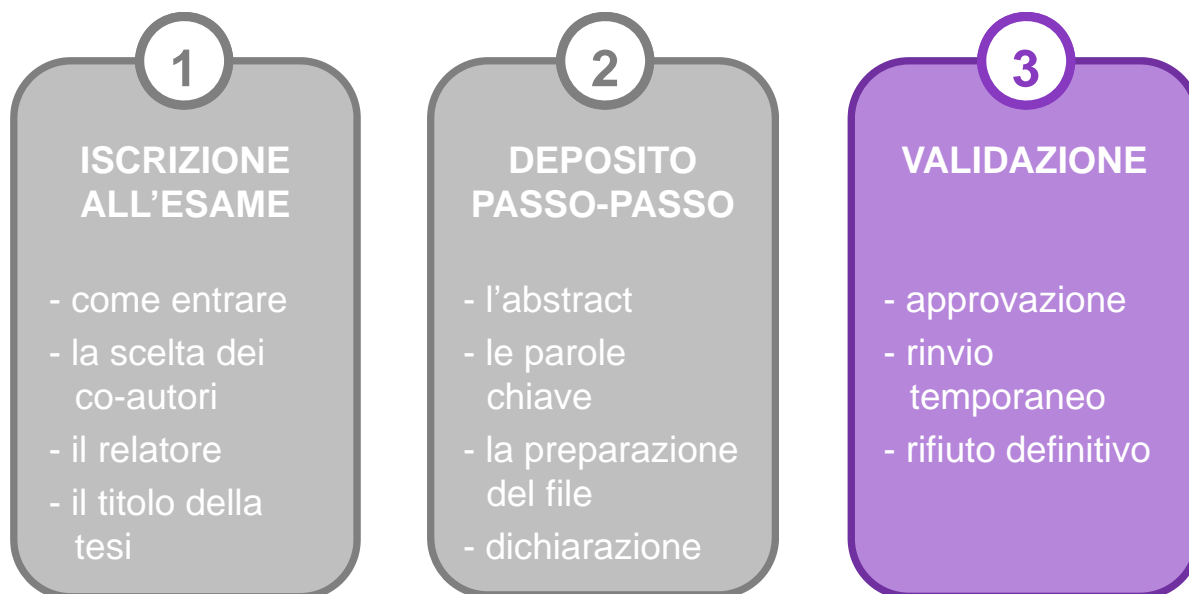 1
ISCRIZIONE
ALL’ESAME
- come entrare
- la scelta dei
co-autori
- il relatore
- il titolo della
tesi
2
DEPOSITO
PASSO-PASSO
- l’abstract
- le parole
chiave
- la preparazione
del file
- dichiarazione
3
VALIDAZIONE
- approvazione
- rinvio
temporaneo
- rifiuto definitivo